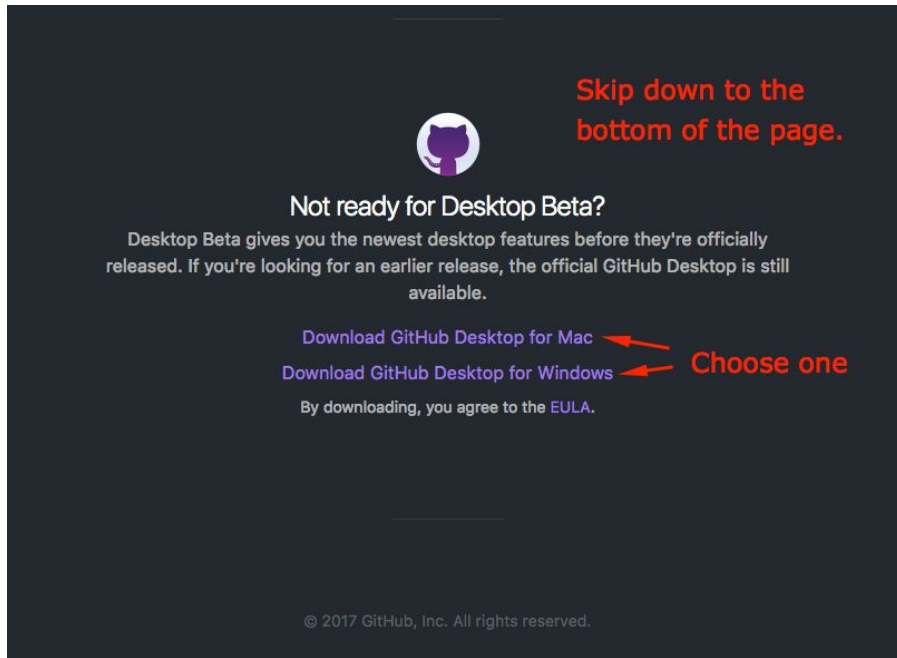 Skip down to the
bottom of the page.
Not ready for Desktop Beta?
Desktop Beta gives you the newest desktop features before they're officially
released. If you're looking for an earlier release, the official GitHub Desktop is still
available.
Download GitHub Desktop for Mac
Choose one
Download GitHub Desktop for Windows
By downloading, you agree to the EULA.
© 2017 GitHub, Inc. All rights reserved.